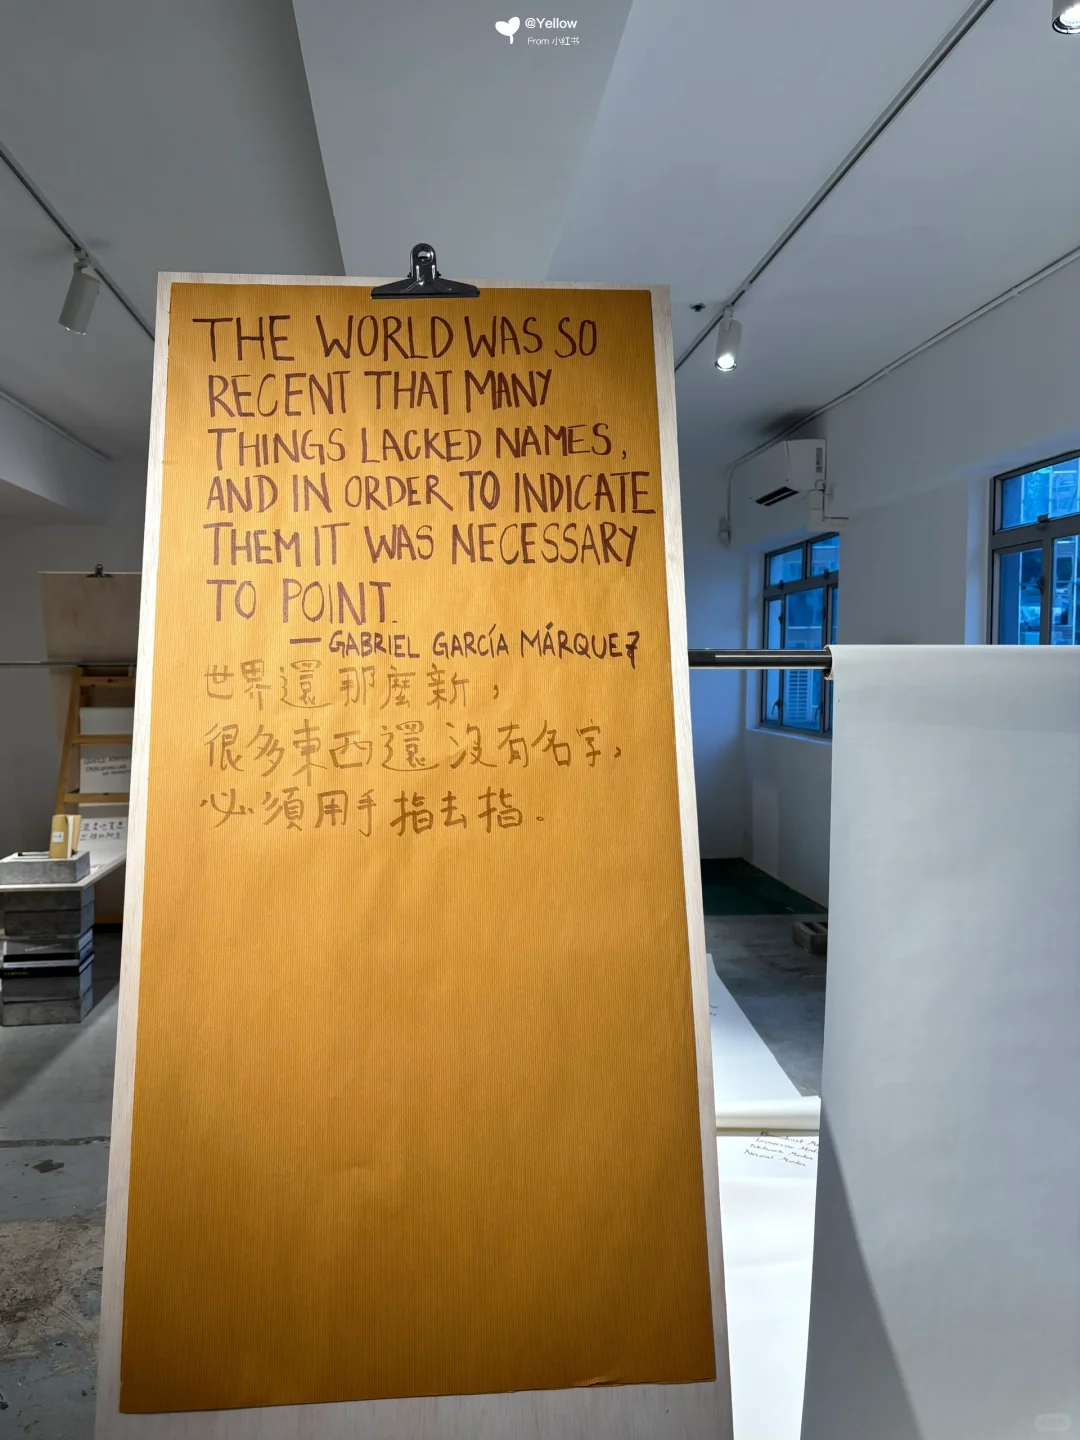 @Yellow
From 小红书
THE WORLD WAS SO
RECENT THAT MANY
THINGS LACKED NAMES,
AND IN ORDER TO INDICATE
THEM IT WAS NECESSARY
TO POINT.
— GABRIEL GARCÍA MÁRQUEZ
世界還那麼新，
很多東西還沒有名字，
必須用手指去指。